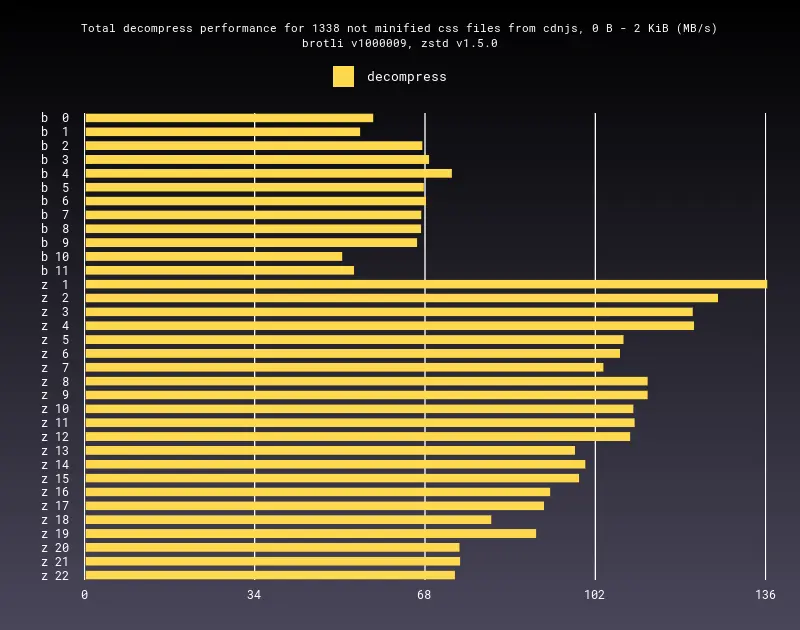 Total decompress performance for 1338 not minified css files from cdnjs, 0 B - 2 KiB (MB/s)
brotli v1000009, zstd v1.5.0
decompress
b 0
b 1
b 2
b 3
b 4
b 5
b 6
b 7
b 8
b 9
b 10
b 11
z 1
z 2
z 3
z 4
z 5
z 6
z 7
z 8
z 9
z 10
z 11
z 12
z 13
z 14
z 15
z 16
z 17
z 18
z 19
z 20
z 21
z 22
0 34 68 102 136